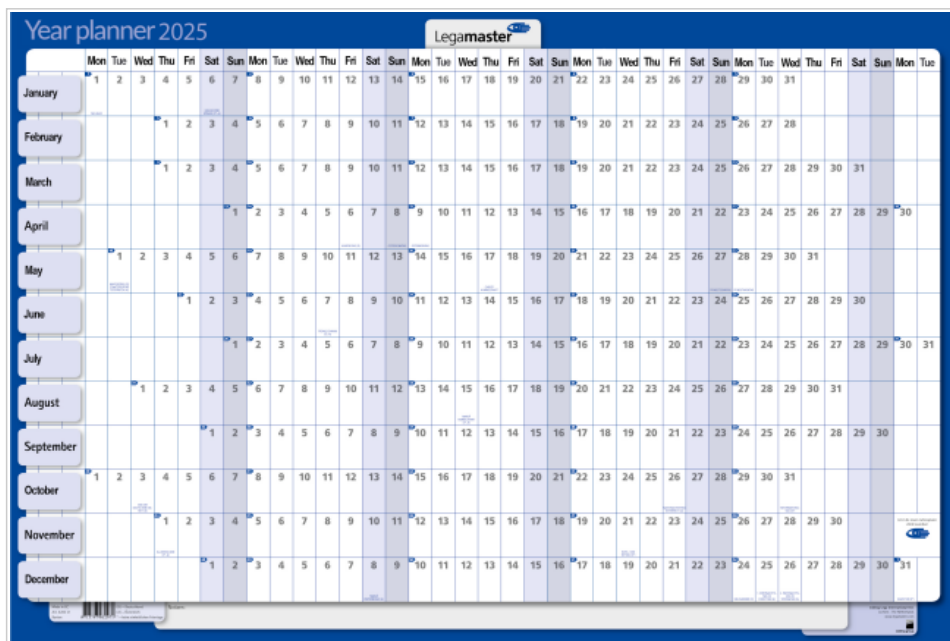 Year planner 2025
Legamaster
Mon Tue Wed Thu Fri Sat Sun Mon Tue Wed Thu Fri Sat Sun Mon Tue Wed Thu Fri Sat Sun Mon Tue Wed Thu Fri Sat Sun Mon Tue Wed Thu Fri Sat Sun Mon Tue
January 1 2 3 4 5 6 7 8 9 10 11 12 13 14 15 16 17 18 19 20 21 22 23 24 25 26 27 28 29 30 31
February 1 2 3 4 5 6 7 8 9 10 11 12 13 14 15 16 17 18 19 20 21 22 23 24 25 26 27 28
March 1 2 3 4 5 6 7 8 9 10 11 12 13 14 15 16 17 18 19 20 21 22 23 24 25 26 27 28 29 30 31
April 1 2 3 4 5 6 7 8 9 10 11 12 13 14 15 16 17 18 19 20 21 22 23 24 25 26 27 28 29 30
May 1 2 3 4 5 6 7 8 9 10 11 12 13 14 15 16 17 18 19 20 21 22 23 24 25 26 27 28 29 30 31
June 1 2 3 4 5 6 7 8 9 10 11 12 13 14 15 16 17 18 19 20 21 22 23 24 25 26 27 28 29 30
July 1 2 3 4 5 6 7 8 9 10 11 12 13 14 15 16 17 18 19 20 21 22 23 24 25 26 27 28 29 30 31
August 1 2 3 4 5 6 7 8 9 10 11 12 13 14 15 16 17 18 19 20 21 22 23 24 25 26 27 28 29 30 31
September 1 2 3 4 5 6 7 8 9 10 11 12 13 14 15 16 17 18 19 20 21 22 23 24 25 26 27 28 29 30
October 1 2 3 4 5 6 7 8 9 10 11 12 13 14 15 16 17 18 19 20 21 22 23 24 25 26 27 28 29 30 31
November 1 2 3 4 5 6 7 8 9 10 11 12 13 14 15 16 17 18 19 20 21 22 23 24 25 26 27 28 29 30
December 1 2 3 4 5 6 7 8 9 10 11 12 13 14 15 16 17 18 19 20 21 22 23 24 25 26 27 28 29 30 31